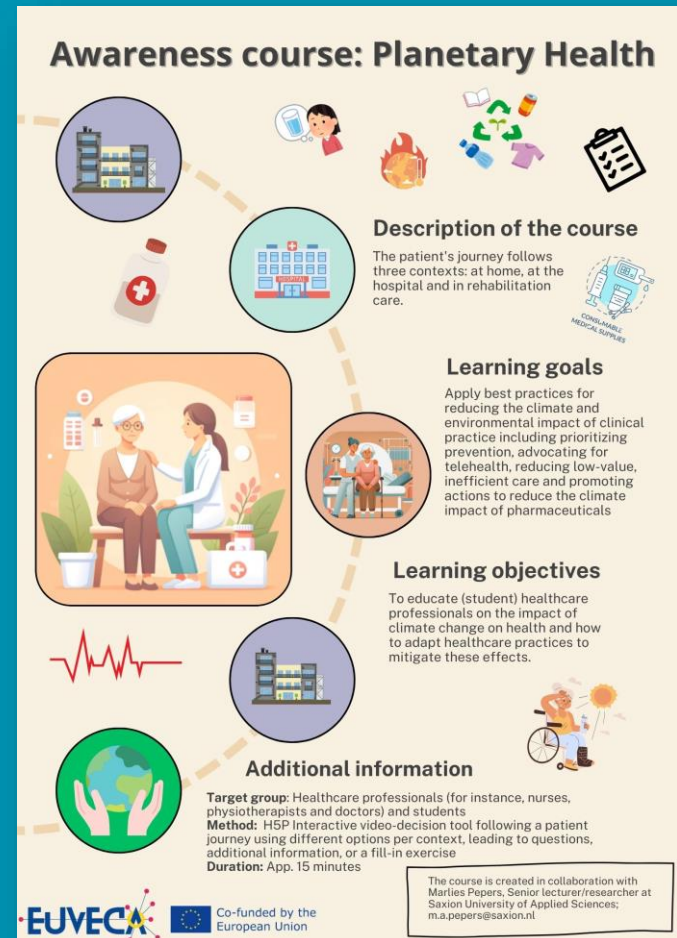 Awareness course: Planetary Health
HOSPITAL
Description of the course
The patient's journey follows
three contexts: at home, at the
hospital and in rehabilitation
care.
CONSUMABLE
MEDICAL SUPPLIES
Learning goals
Apply best practices for
reducing the climate and
environmental impact of clinical
practice including prioritizing
prevention, advocating for
telehealth, reducing low-value,
inefficient care and promoting
actions to reduce the climate
impact of pharmaceuticals
Learning objectives
To educate (student) healthcare
professionals on the impact of
climate change on health and how
to adapt healthcare practices to
mitigate these effects.
Additional information
Target group: Healthcare professionals (for instance, nurses,
physiotherapists and doctors) and students
Method: H5P Interactive video-decision tool following a patient
journey using different options per context, leading to questions,
additional information, or a fill-in exercise
Duration: App. 15 minutes
The course is created in collaboration with
Marlies Pepers, Senior lecturer/researcher at
Saxion University of Applied Sciences;
m.a.pepers@saxion.nl
EUVECA
Co-funded by the
European Union